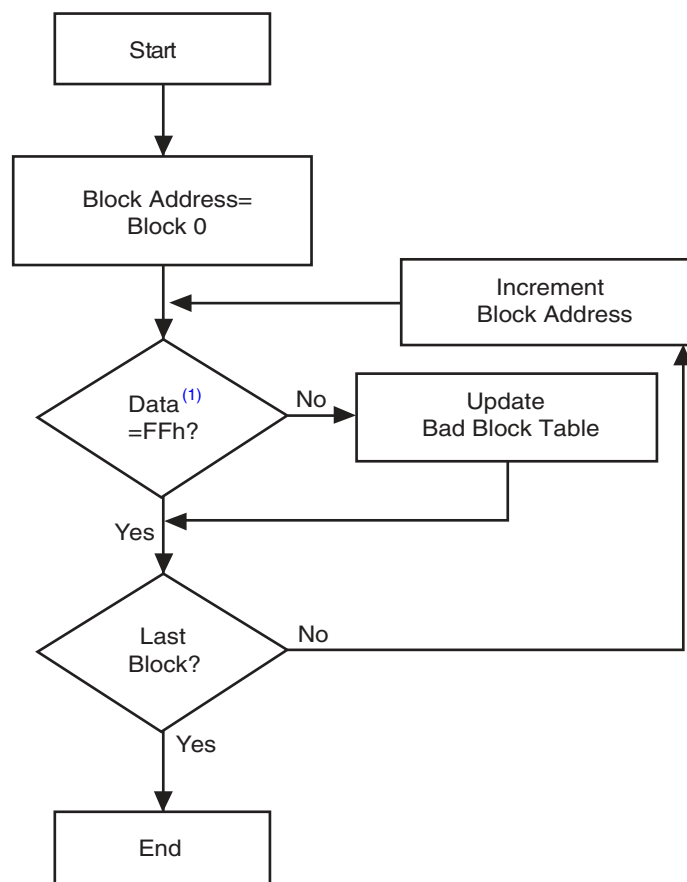 Start
Block Address=
Block 0
Increment
Block Address
Data(1)
=FFh?
No
Update
Bad Block Table
Yes
Last
Block?
No
Yes
End